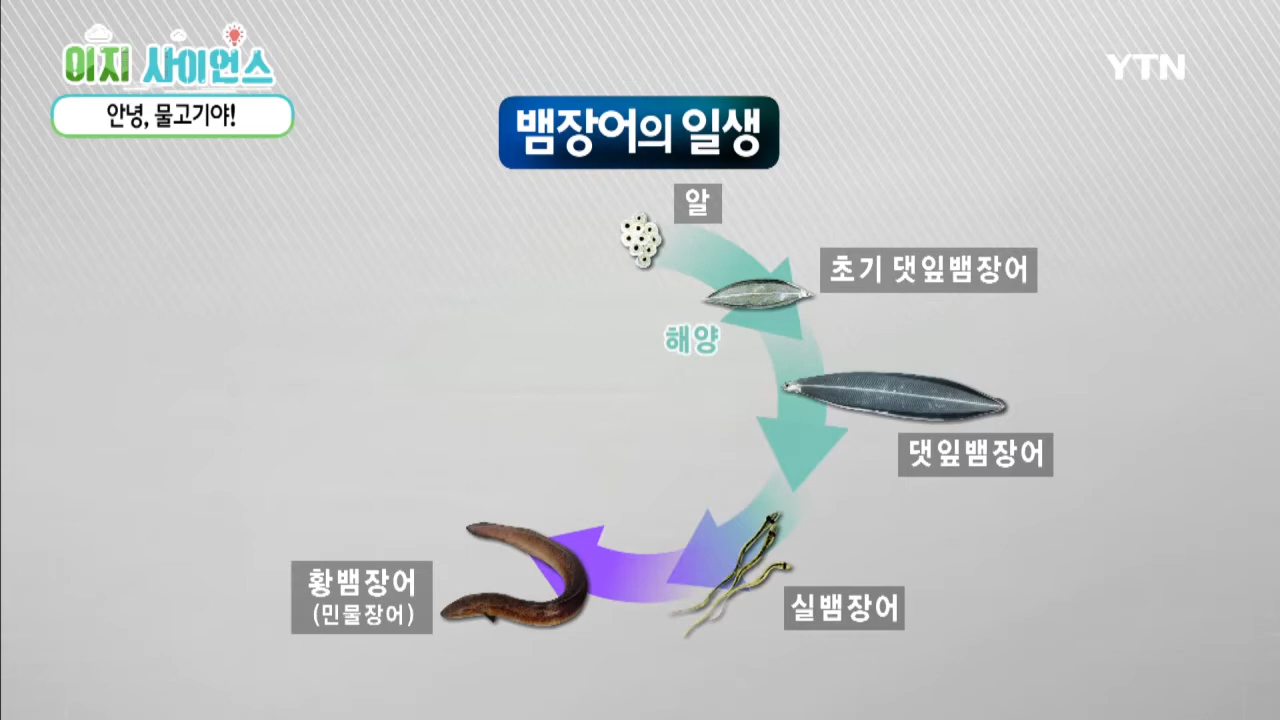 이지 사이언스
안녕, 물고기야!
YTN
뱀장어의 일생
알
초기 댓잎뱀장어
해양
댓잎뱀장어
실뱀장어
황뱀장어
(민물장어)